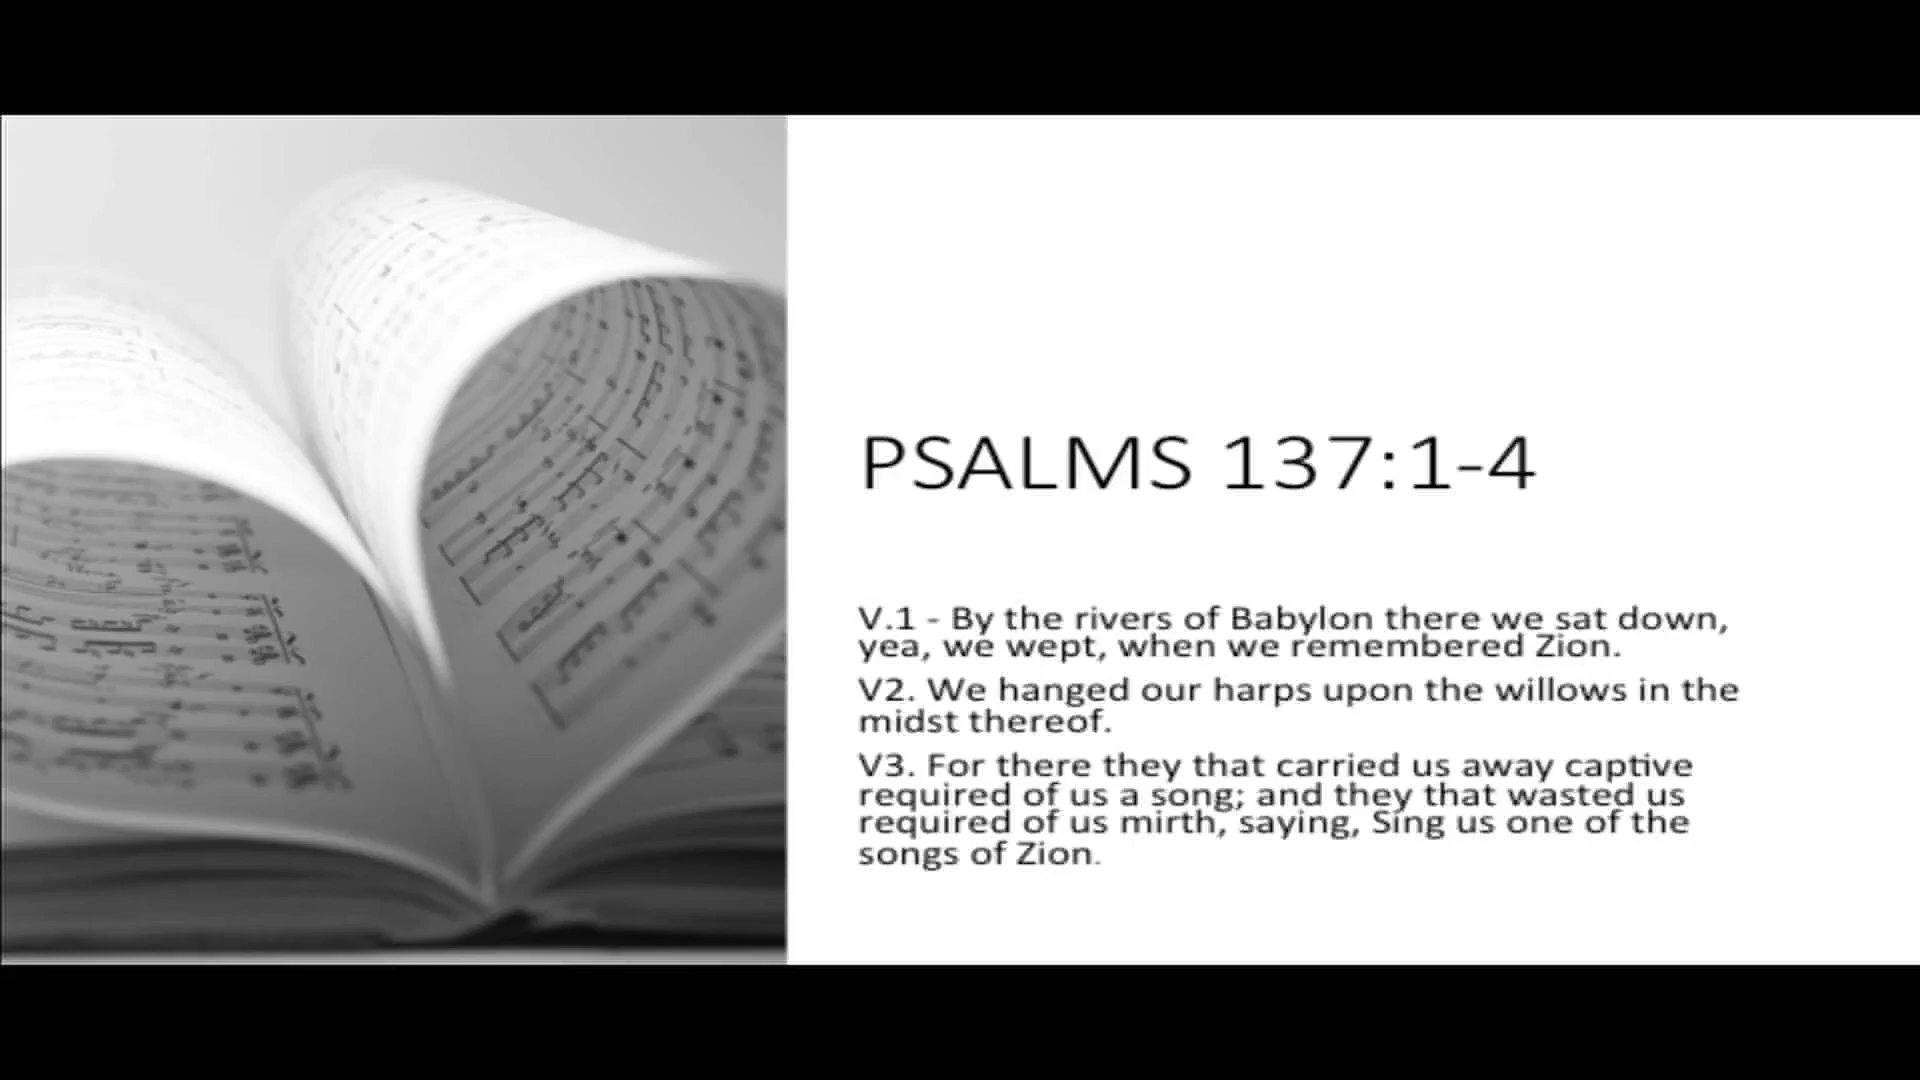 PSALMS 137:1-4
V.1 - By the rivers of Babylon there we sat down,
yea, we wept, when we remembered Zion.
V2. We hanged our harps upon the willows in the
midst thereof.
V3. For there they that carried us away captive
required of us a song; and they that wasted us
required of us mirth, saying, Sing us one of the
songs of Zion.